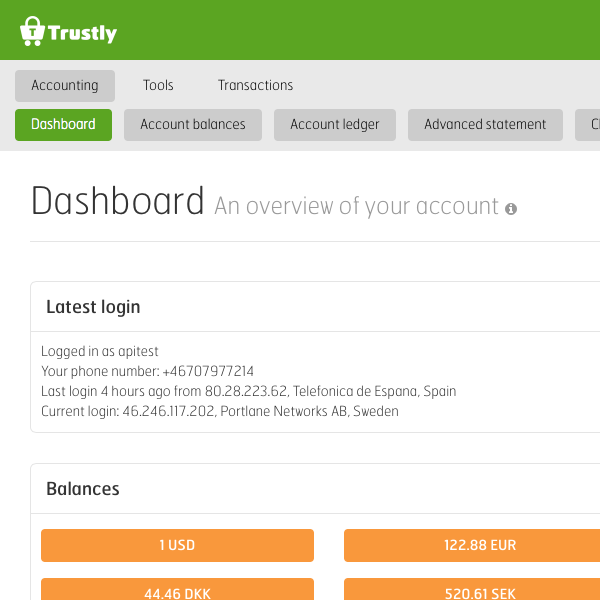 Trustly
Accounting Tools Transactions
Dashboard Account balances Account ledger Advanced statement
Dashboard An overview of your account
Latest login
Logged in as apitest
Your phone number: +46707977214
Last login 4 hours ago from 80.28.223.62, Telefonica de Espana, Spain
Current login: 46.246.117.202, Portlane Networks AB, Sweden
Balances
1 USD 122.88 EUR
44.46 DKK 520.61 SEK